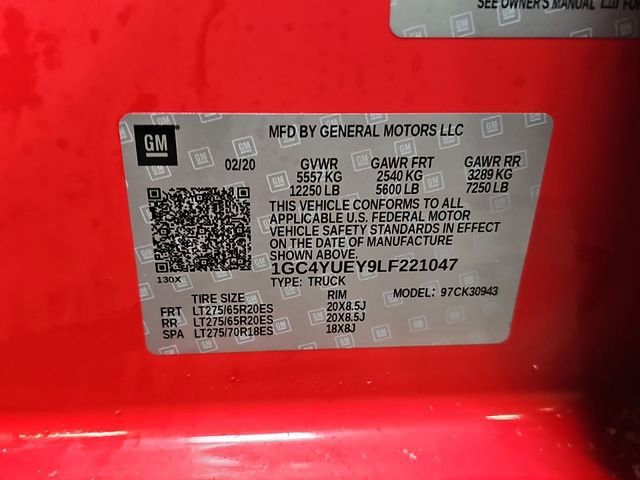 SEE OWNER'S MANUAL FOR
GM
MFD BY GENERAL MOTORS LLC
02/20 GVWR GAWR FRT GAWR RR
5557 KG 2540 KG 3289 KG
12250 LB 5600 LB 7250 LB
THIS VEHICLE CONFORMS TO ALL
APPLICABLE U.S. FEDERAL MOTOR
VEHICLE SAFETY STANDARDS IN EFFECT
ON THE DATE OF MANUFACTURE
SHOWN ABOVE.
130X 1GC4YUEY9LF221047
TYPE: TRUCK MODEL: 97CK30943
TIRE SIZE RIM
FRT LT275/65R20ES 20X8.5J
RR LT275/65R20ES 20X8.5J
SPA LT275/70R18ES 18X8J